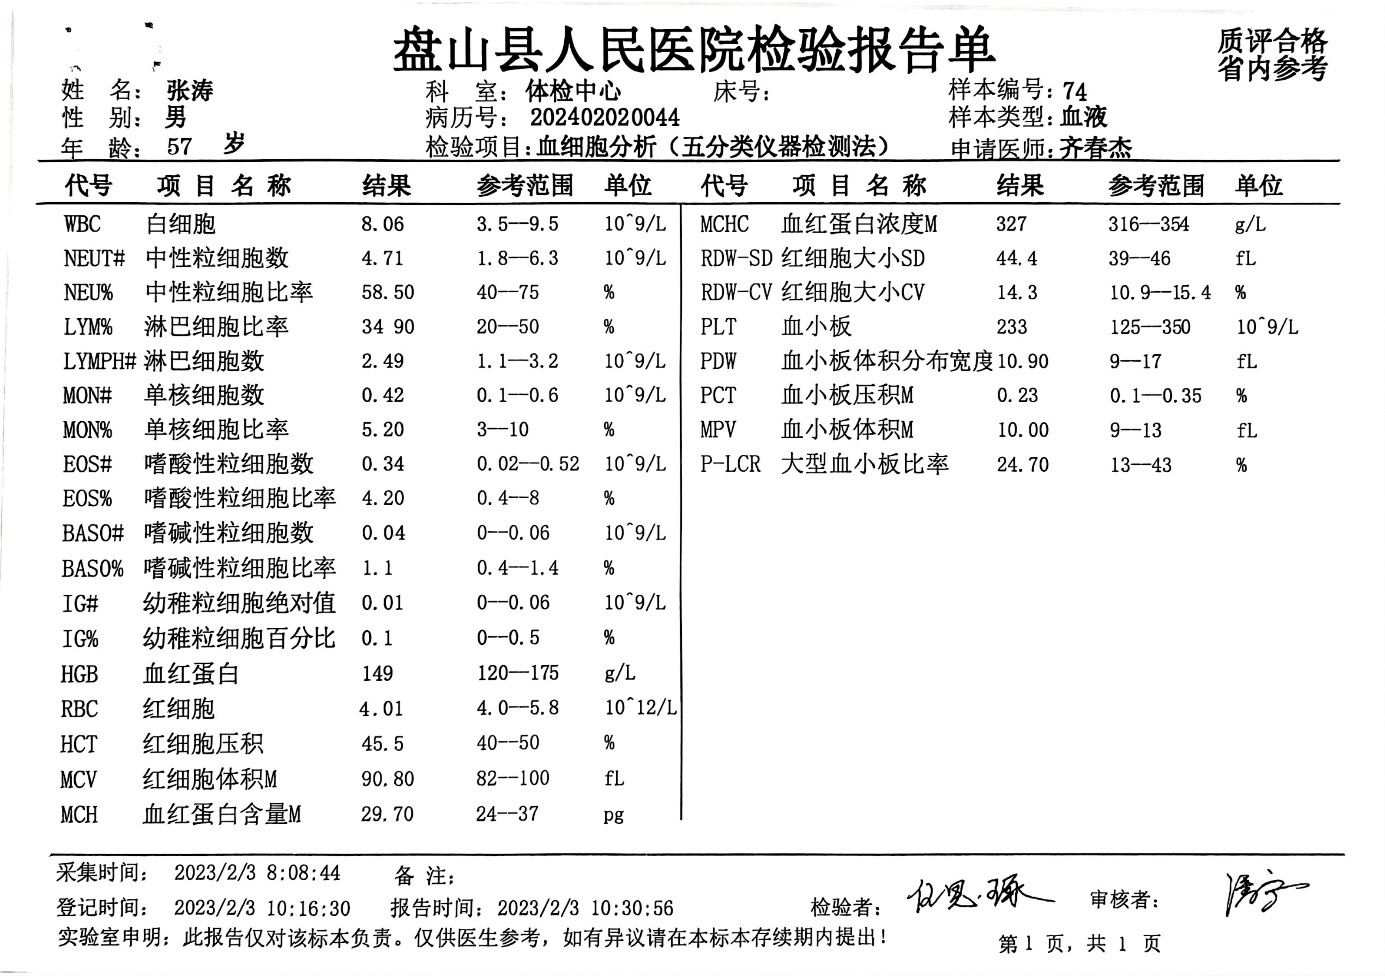 盘山县人民医院检验报告单
质评合格
省内参考
姓 名: 张涛 科 室: 体检中心 床号: 样本编号: 74
性 别: 男 病历号: 202402020044 样本类型: 血液
年 龄: 57 岁 检验项目: 血细胞分析（五分类仪器检测法） 申请医师: 齐春杰
代号 项目名称 结果 参考范围 单位 代号 项目名称 结果 参考范围 单位
WBC 白细胞 8.06 3.5--9.5 10^9/L MCHC 血红蛋白浓度M 327 316--354 g/L
NEUT# 中性粒细胞数 4.71 1.8--6.3 10^9/L RDW-SD 红细胞大小SD 44.4 39--46 fL
NEU% 中性粒细胞比率 58.50 40--75 % RDW-CV 红细胞大小CV 14.3 10.9--15.4 %
LYM% 淋巴细胞比率 34 90 20--50 % PLT 血小板 233 125--350 10^9/L
LYMPH# 淋巴细胞数 2.49 1.1--3.2 10^9/L PDW 血小板体积分布宽度 10.90 9--17 fL
MON# 单核细胞数 0.42 0.1--0.6 10^9/L PCT 血小板压积M 0.23 0.1--0.35 %
MON% 单核细胞比率 5.20 3--10 % MPV 血小板体积M 10.00 9--13 fL
EOS# 嗜酸性粒细胞数 0.34 0.02--0.52 10^9/L P-LCR 大型血小板比率 24.70 13--43 %
EOS% 嗜酸性粒细胞比率 4.20 0.4--8 %
BASO# 嗜碱性粒细胞数 0.04 0--0.06 10^9/L
BASO% 嗜碱性粒细胞比率 1.1 0.4--1.4 %
IG# 幼稚粒细胞绝对值 0.01 0--0.06 10^9/L
IG% 幼稚粒细胞百分比 0.1 0--0.5 %
HGB 血红蛋白 149 120--175 g/L
RBC 红细胞 4.01 4.0--5.8 10^12/L
HCT 红细胞压积 45.5 40--50 %
MCV 红细胞体积M 90.80 82--100 fL
MCH 血红蛋白含量M 29.70 24--37 pg
采集时间: 2023/2/3 8:08:44 备 注:
登记时间: 2023/2/3 10:16:30 报告时间: 2023/2/3 10:30:56 检验者: 审核者:
实验室申明: 此报告仅对该标本负责。仅供医生参考, 如有异议请在本标本存续期内提出! 第 1 页, 共 1 页